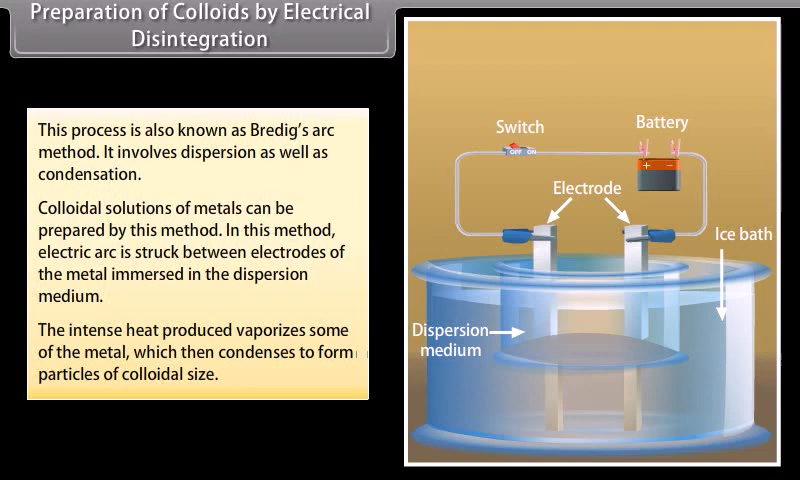 Preparation of Colloids by Electrical
Disintegration
This process is also known as Bredig's arc
method. It involves dispersion as well as
condensation.
Colloidal solutions of metals can be
prepared by this method. In this method,
electric arc is struck between electrodes of
the metal immersed in the dispersion
medium.
The intense heat produced vaporizes some
of the metal, which then condenses to form
particles of colloidal size.
Switch
Battery
OFF ON
+ −
Electrode
Ice bath
Dispersion
medium